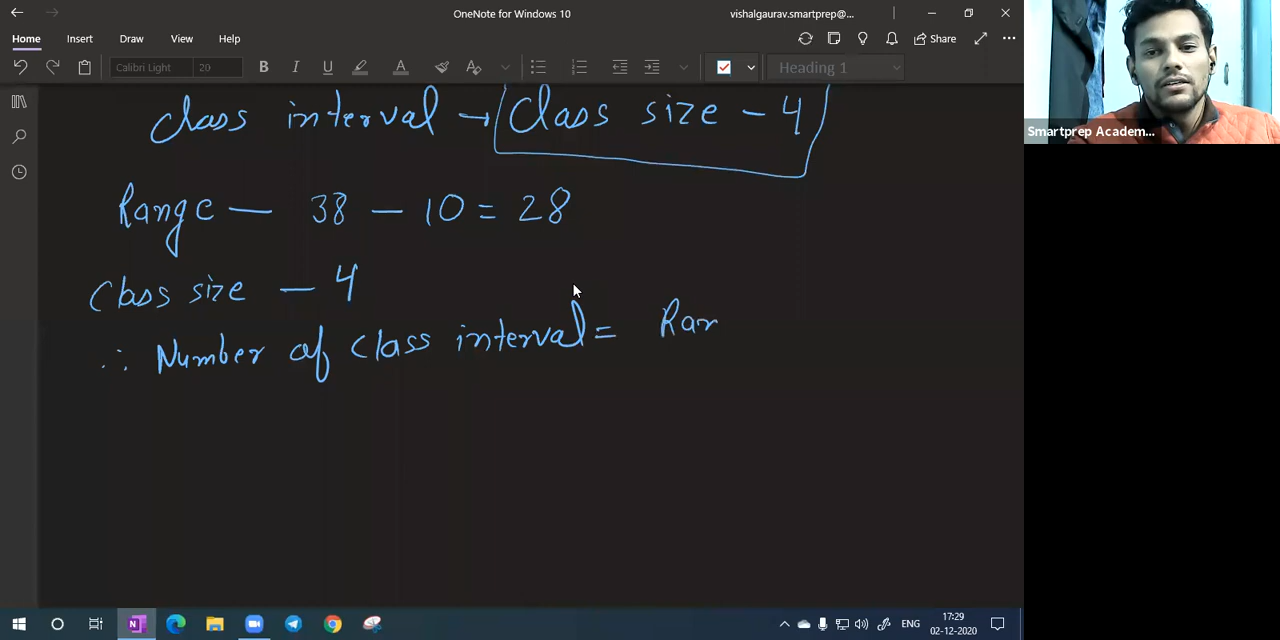 OneNote for Windows 10
vishalgaurav.smartprep@...
Home Insert Draw View Help
Share
Calibri Light 20 B I U A A Heading 1
Class interval → Class size - 4
Range — 38 - 10 = 28
Class size — 4
∴ Number of class interval = Ran
Smartprep Academ...
ENG
17:29
02-12-2020